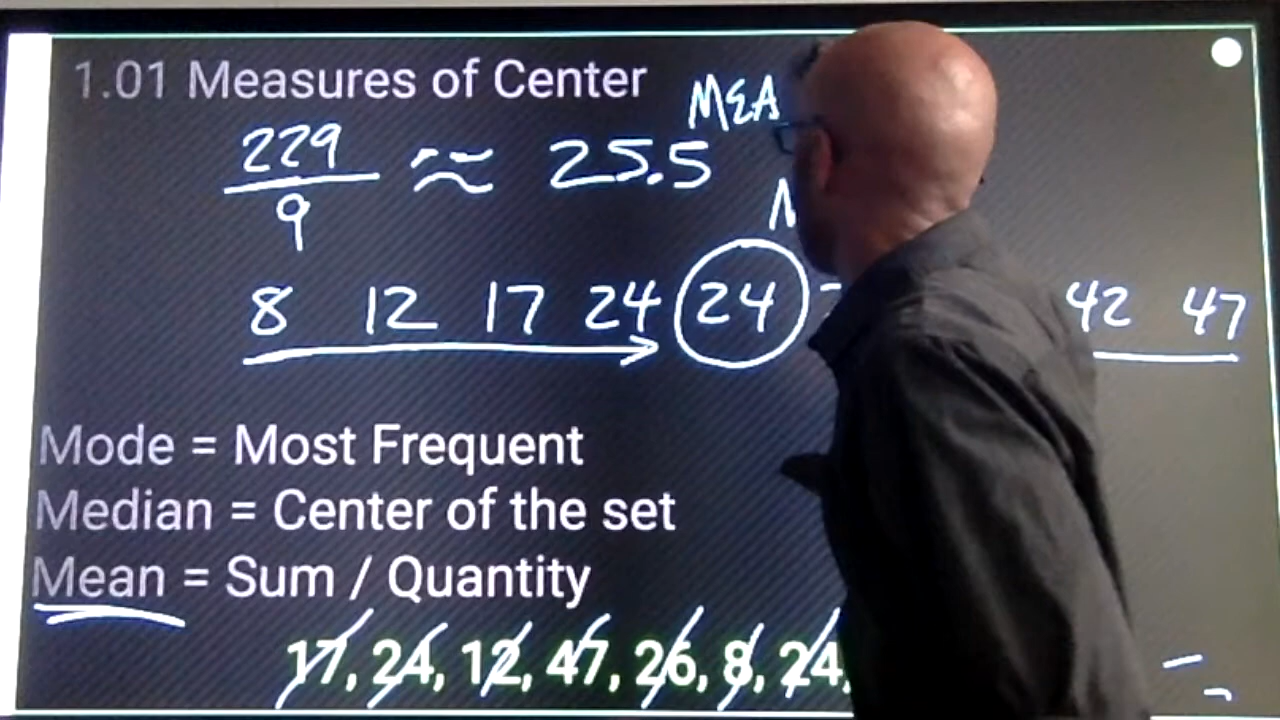 1.01 Measures of Center
MEA
229
9
≈ 25.5
8 12 17 24 24 42 47
Mode = Most Frequent
Median = Center of the set
Mean = Sum / Quantity
17, 24, 12, 47, 26, 8, 24,